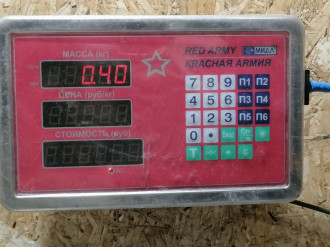 МАССА (кг)
0.40
ЦЕНА (руб/кг)
СТОИМОСТЬ (руб)
RED ARMY МИДЛ
КРАСНАЯ АРМИЯ
7 8 9 П1 П2
4 5 6 П3 П4
1 2 3 П5 П6
0 •
T